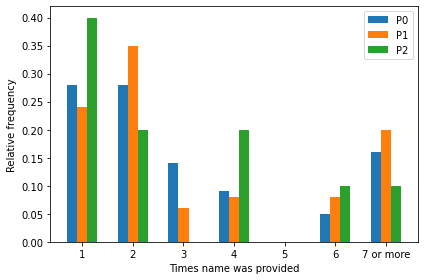 P0
P1
P2
0.40
0.35
0.30
0.25
0.20
0.15
0.10
0.05
0.00
Relative frequency
1 2 3 4 5 6 7 or more
Times name was provided